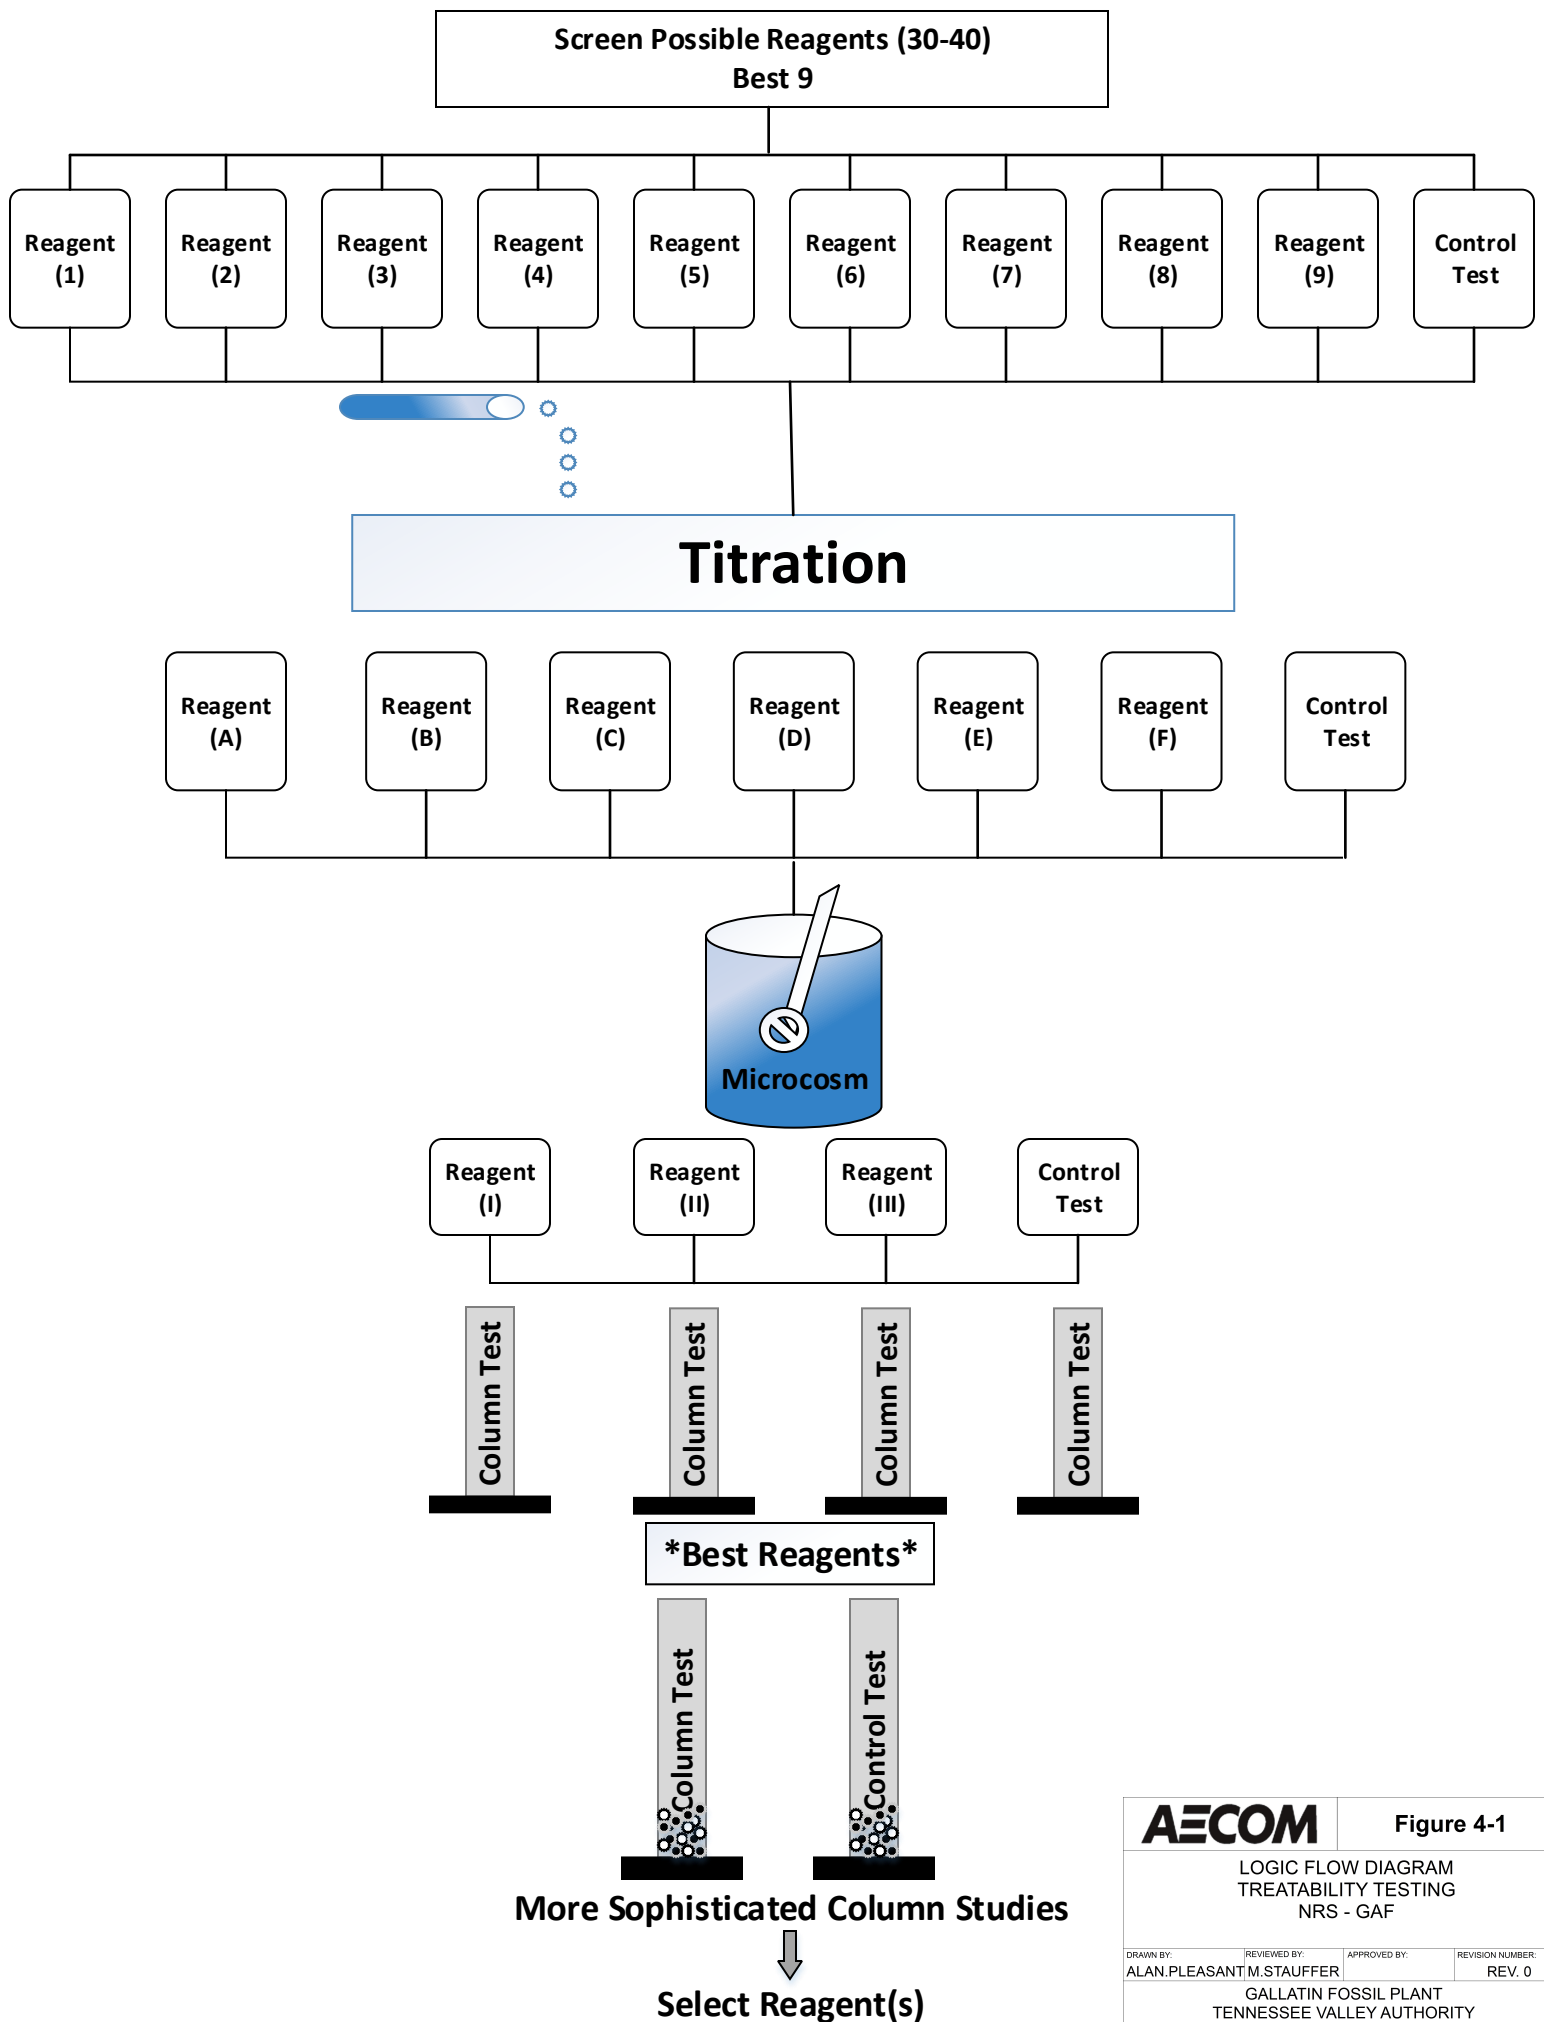 Screen Possible Reagents (30-40)
Best 9
Reagent
(1)
Reagent
(2)
Reagent
(3)
Reagent
(4)
Reagent
(5)
Reagent
(6)
Reagent
(7)
Reagent
(8)
Reagent
(9)
Control
Test
Titration
Reagent
(A)
Reagent
(B)
Reagent
(C)
Reagent
(D)
Reagent
(E)
Reagent
(F)
Control
Test
Microcosm
Reagent
(I)
Reagent
(II)
Reagent
(III)
Control
Test
Column Test
Column Test
Column Test
Column Test
*Best Reagents*
Column Test
Control Test
More Sophisticated Column Studies
Select Reagent(s)
AECOM
Figure 4-1
LOGIC FLOW DIAGRAM
TREATABILITY TESTING
NRS - GAF
DRAWN BY:
ALAN.PLEASANT
REVIEWED BY:
M.STAUFFER
APPROVED BY:
REVISION NUMBER:
REV. 0
GALLATIN FOSSIL PLANT
TENNESSEE VALLEY AUTHORITY